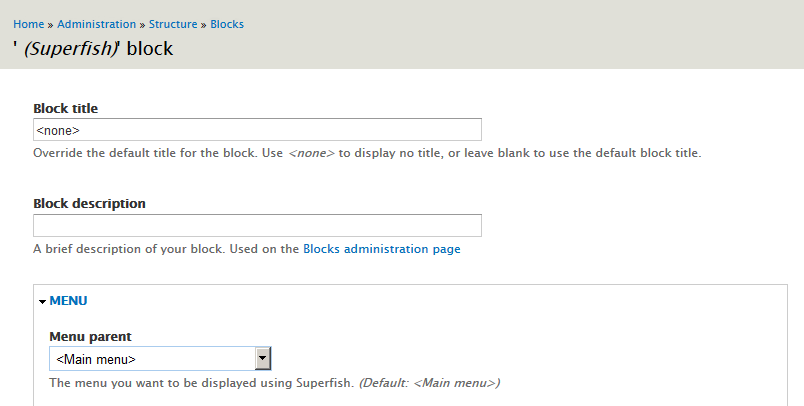 Home » Administration » Structure » Blocks
' (Superfish)' block
Block title
<none>
Override the default title for the block. Use <none> to display no title, or leave blank to use the default block title.
Block description
A brief description of your block. Used on the Blocks administration page
MENU
Menu parent
<Main menu>
The menu you want to be displayed using Superfish. (Default: <Main menu>)